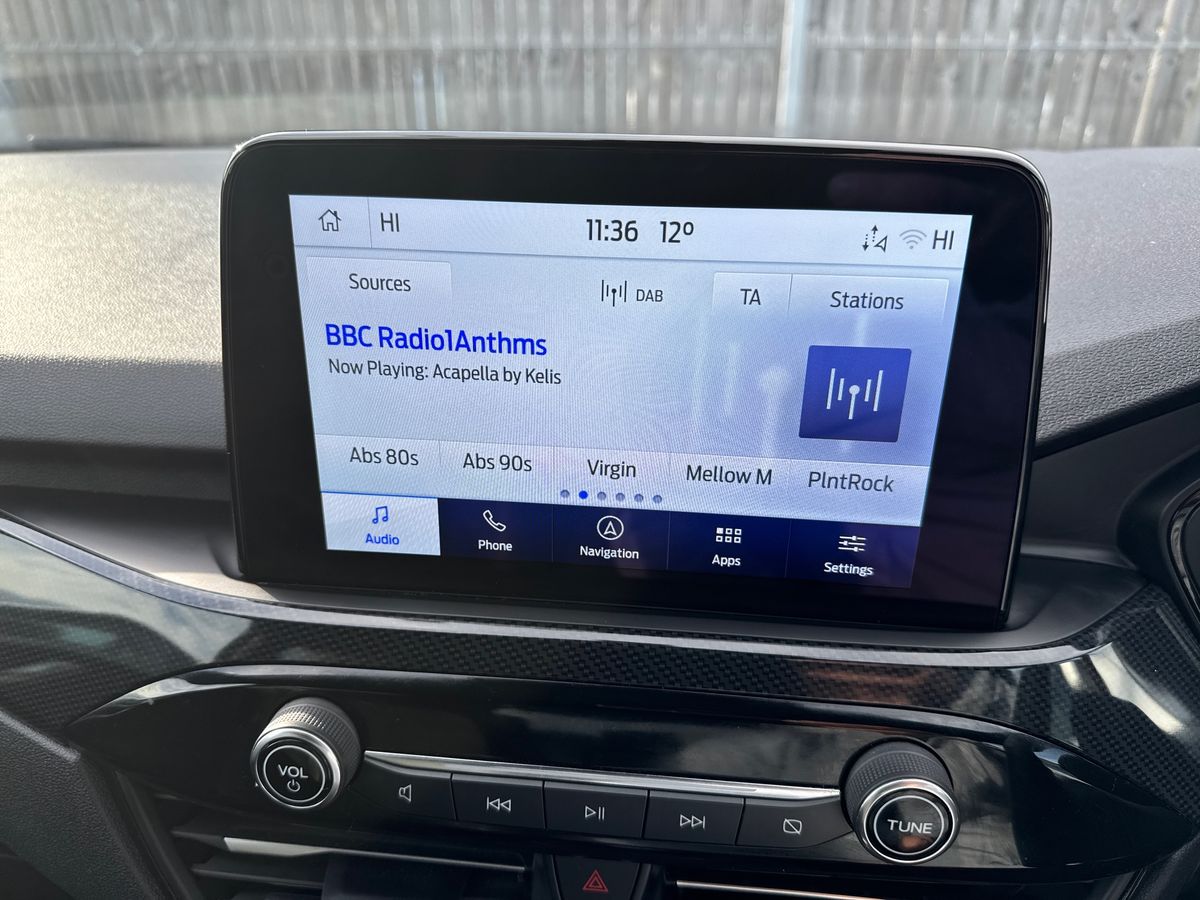 HI 11:36 12º HI
Sources DAB TA Stations
BBC Radio1Anthms
Now Playing: Acapella by Kelis
Abs 80s Abs 90s Virgin Mellow M PlntRock
Audio Phone Navigation Apps Settings
VOL
TUNE